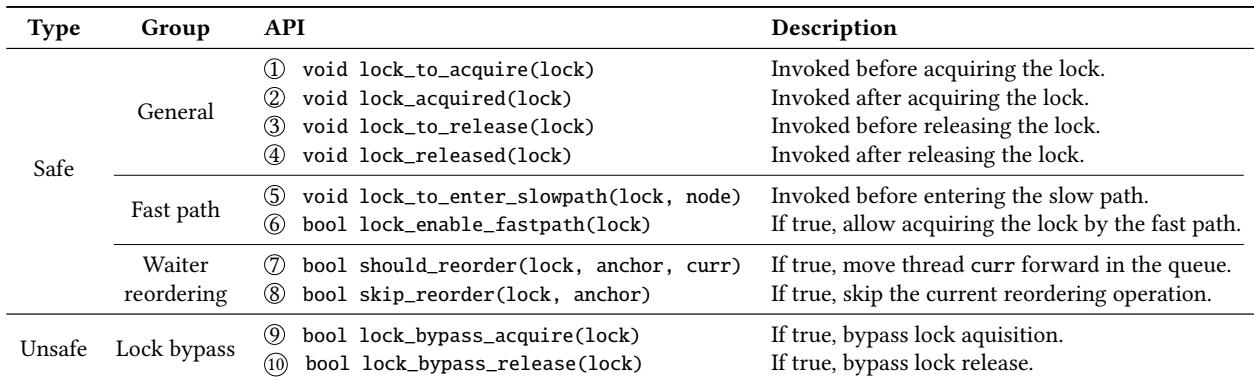 Type Group API Description
① void lock_to_acquire(lock) Invoked before acquiring the lock.
② void lock_acquired(lock) Invoked after acquiring the lock.
General
③ void lock_to_release(lock) Invoked before releasing the lock.
④ void lock_released(lock) Invoked after releasing the lock.
Safe
⑤ void lock_to_enter_slowpath(lock, node) Invoked before entering the slow path.
Fast path
⑥ bool lock_enable_fastpath(lock) If true, allow acquiring the lock by the fast path.
Waiter ⑦ bool should_reorder(lock, anchor, curr) If true, move thread curr forward in the queue.
reordering ⑧ bool skip_reorder(lock, anchor) If true, skip the current reordering operation.
⑨ bool lock_bypass_acquire(lock) If true, bypass lock aquisition.
Unsafe Lock bypass
⑩ bool lock_bypass_release(lock) If true, bypass lock release.